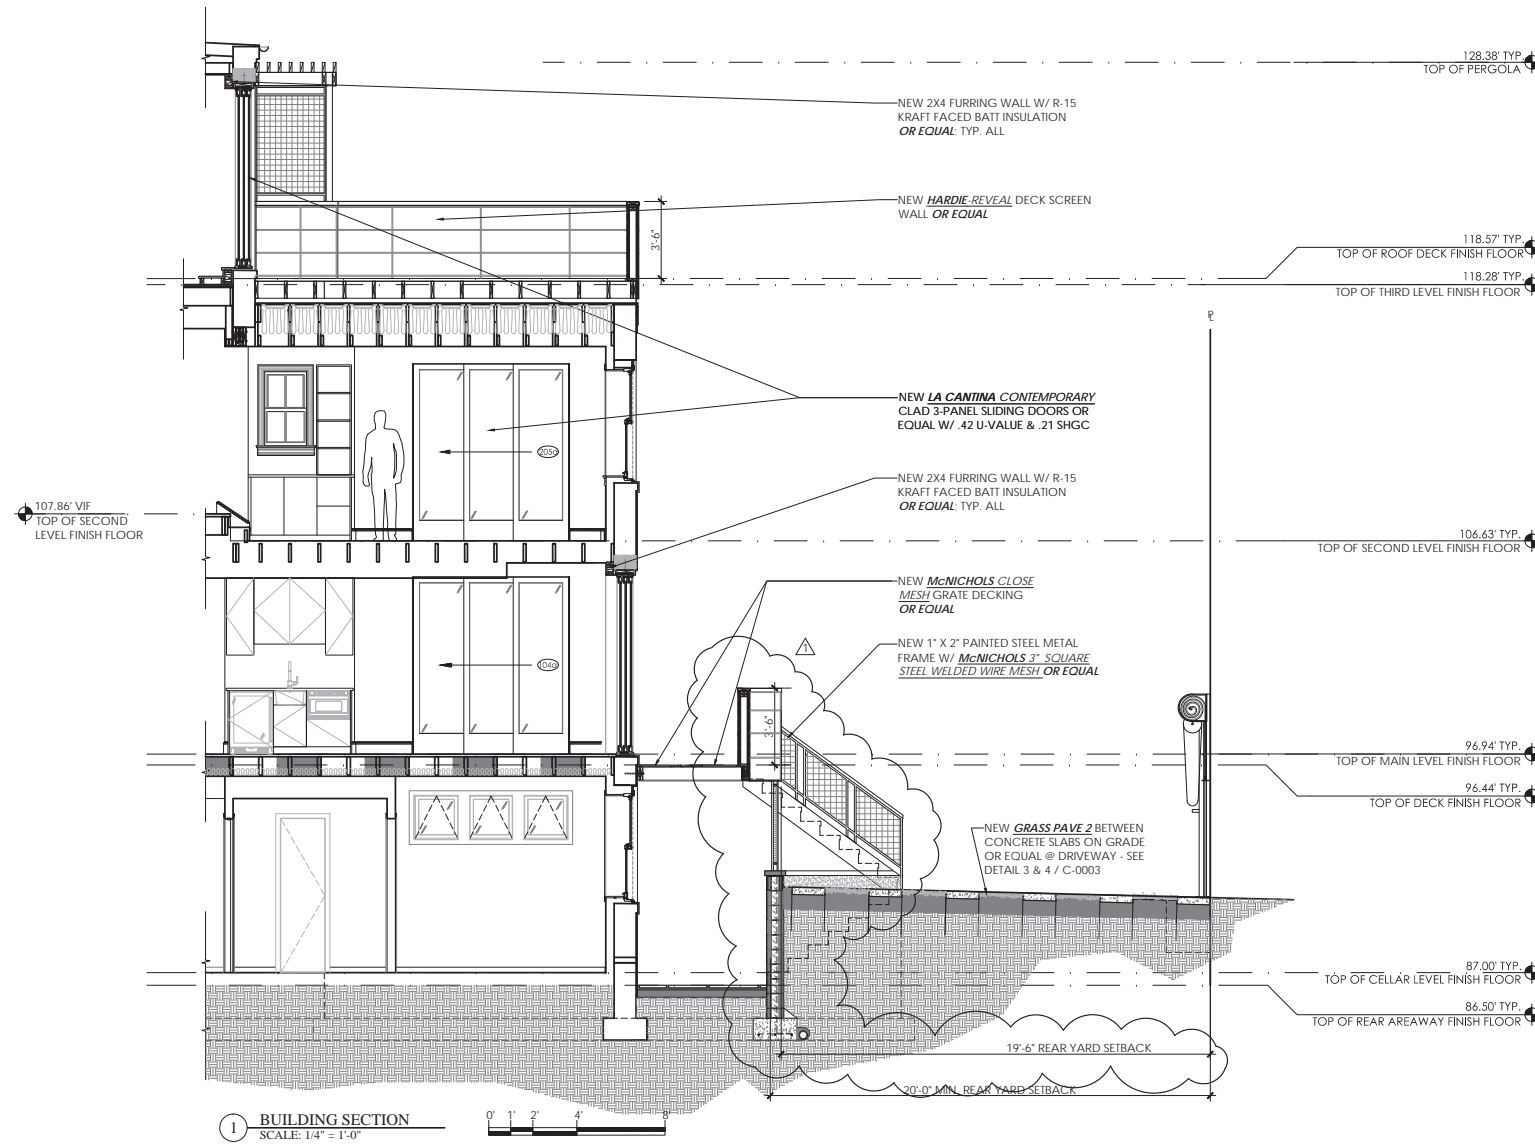 128.38' TYP.
TOP OF PERGOLA
NEW 2X4 FURRING WALL W/ R-15
KRAFT FACED BATT INSULATION
OR EQUAL; TYP. ALL
NEW HARDIE-REVEAL DECK SCREEN
WALL OR EQUAL
3'-6"
118.57' TYP.
TOP OF ROOF DECK FINISH FLOOR
118.28' TYP.
TOP OF THIRD LEVEL FINISH FLOOR
PL
NEW LA CANTINA CONTEMPORARY
CLAD 3-PANEL SLIDING DOORS OR
EQUAL W/ .42 U-VALUE & .21 SHGC
205a
NEW 2X4 FURRING WALL W/ R-15
KRAFT FACED BATT INSULATION
OR EQUAL; TYP. ALL
107.86' VIF
TOP OF SECOND
LEVEL FINISH FLOOR
106.63' TYP.
TOP OF SECOND LEVEL FINISH FLOOR
NEW McNICHOLS CLOSE
MESH GRATE DECKING
OR EQUAL
1
NEW 1" X 2" PAINTED STEEL METAL
FRAME W/ McNICHOLS 3" SQUARE
STEEL WELDED WIRE MESH OR EQUAL
104a
3'-6"
96.94' TYP.
TOP OF MAIN LEVEL FINISH FLOOR
96.44' TYP.
TOP OF DECK FINISH FLOOR
NEW GRASS PAVE 2 BETWEEN
CONCRETE SLABS ON GRADE
OR EQUAL @ DRIVEWAY - SEE
DETAIL 3 & 4 / C-0003
87.00' TYP.
TOP OF CELLAR LEVEL FINISH FLOOR
86.50' TYP.
TOP OF REAR AREAWAY FINISH FLOOR
19'-6" REAR YARD SETBACK
20'-0" MIN. REAR YARD SETBACK
1
BUILDING SECTION
SCALE: 1/4" = 1'-0"
0' 1' 2' 4' 8'